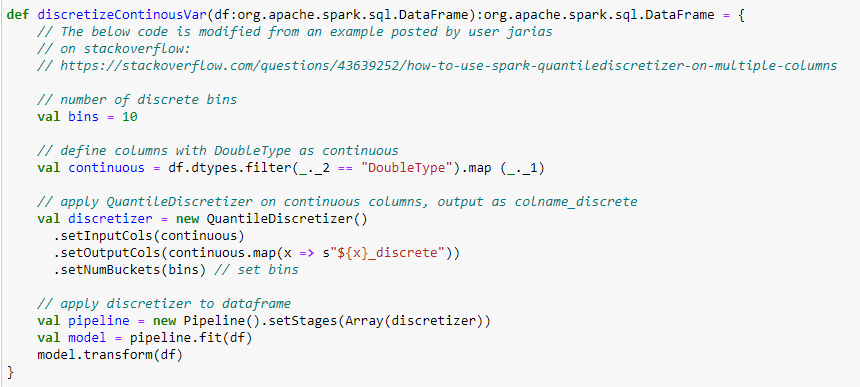 def discretizeContinousVar(df:org.apache.spark.sql.DataFrame):org.apache.spark.sql.DataFrame = {
// The below code is modified from an example posted by user jarias
// on stackoverflow:
// https://stackoverflow.com/questions/43639252/how-to-use-spark-quantilediscretizer-on-multiple-columns
// number of discrete bins
val bins = 10
// define columns with DoubleType as continuous
val continuous = df.dtypes.filter(_._2 == "DoubleType").map (_._1)
// apply QuantileDiscretizer on continuous columns, output as colname_discrete
val discretizer = new QuantileDiscretizer()
.setInputCols(continuous)
.setOutputCols(continuous.map(x => s"${x}_discrete"))
.setNumBuckets(bins) // set bins
// apply discretizer to dataframe
val pipeline = new Pipeline().setStages(Array(discretizer))
val model = pipeline.fit(df)
model.transform(df)
}